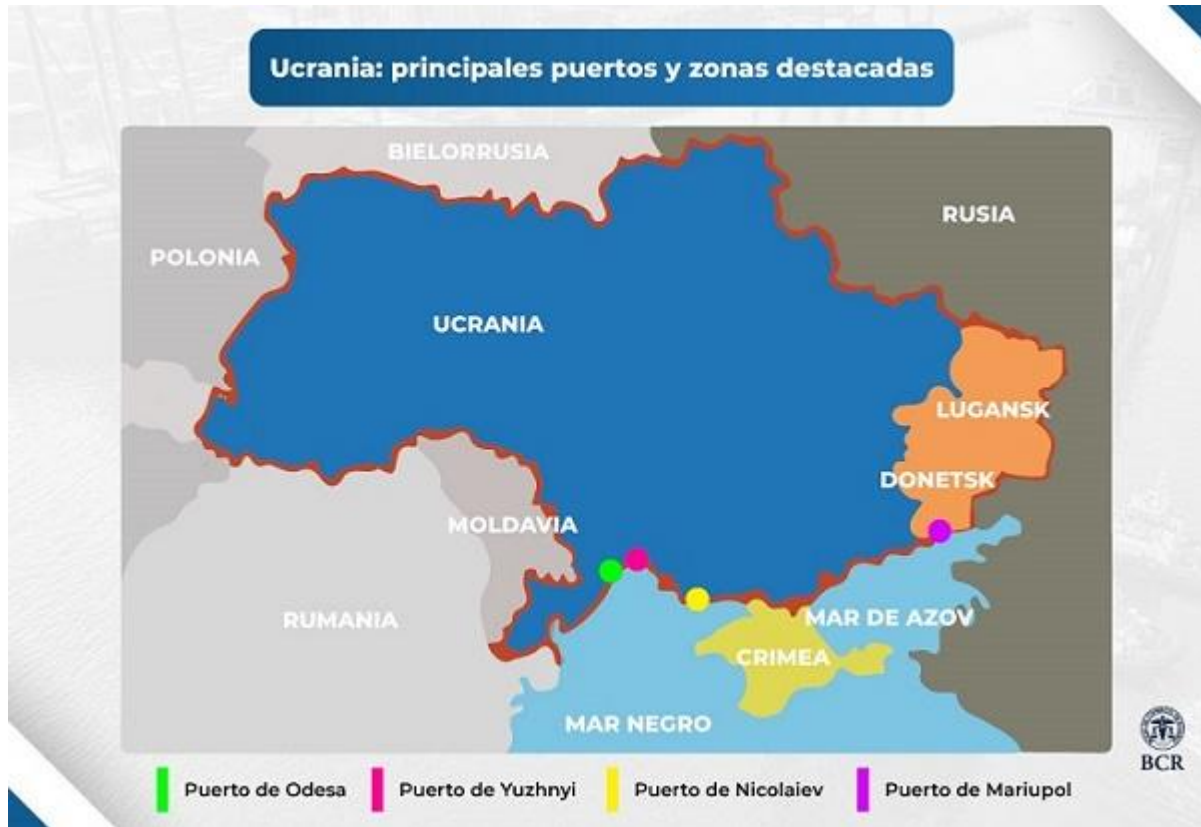 Ucrania: principales puertos y zonas destacadas
BIELORRUSIA
RUSIA
POLONIA
UCRANIA
LUGANSK
DONETSK
MOLDAVIA
RUMANIA
MAR DE AZOV
CRIMEA
MAR NEGRO
BCR
Puerto de Odesa
Puerto de Yuzhnyi
Puerto de Nicolaiev
Puerto de Mariupol